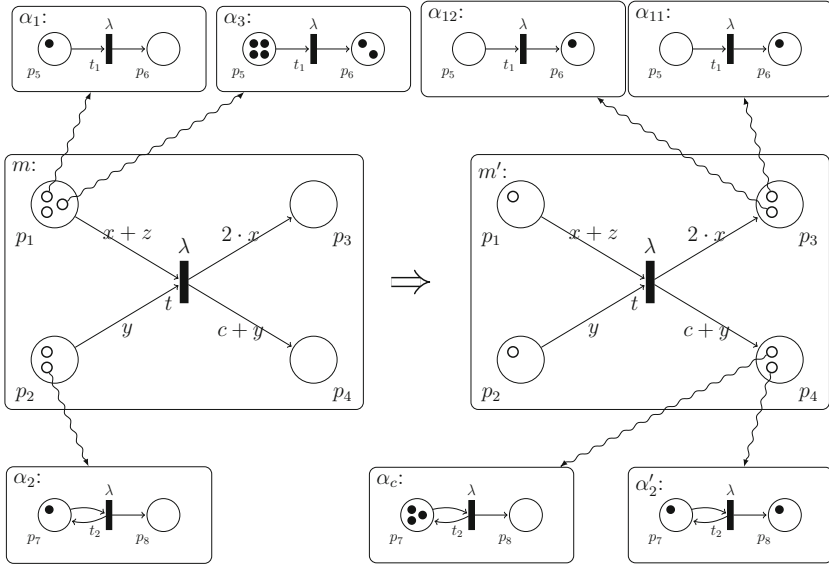 α₁: α₃: α₁₂: α₁₁:
λ λ λ λ
p₅ t₁ p₆ p₅ t₁ p₆ p₅ t₁ p₆ p₅ t₁ p₆
m: m′:
p₁ x + z λ 2 · x p₃ p₁ x + z λ 2 · x p₃
⇒
t t
y c + y y c + y
p₂ p₄ p₂ p₄
α₂: α_c: α′₂:
λ λ λ
p₇ t₂ p₈ p₇ t₂ p₈ p₇ t₂ p₈